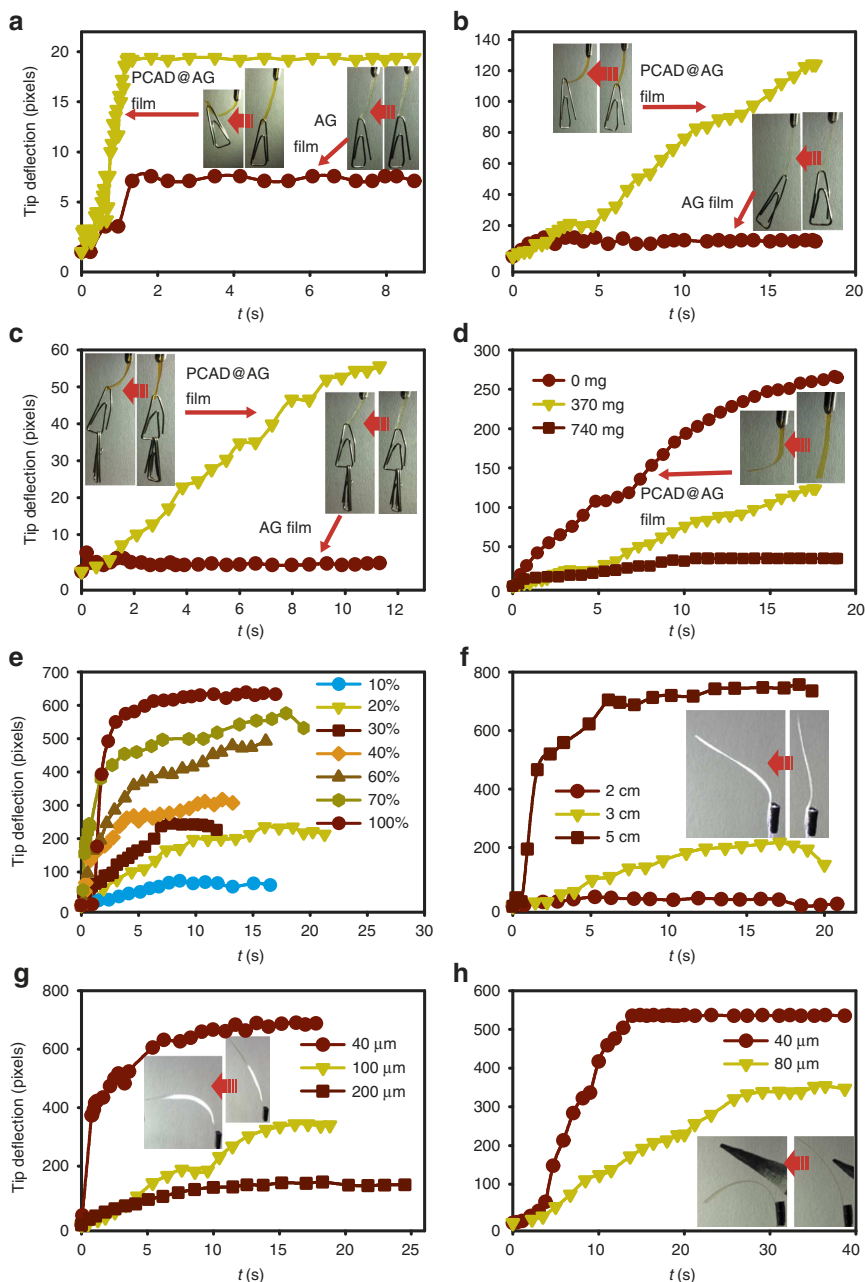 a
Tip deflection (pixels)
20
15
10
8
5
0
PCAD@AG
film
AG
film
0
2
4
6
8
t (s)
b
140
120
100
80
60
40
20
0
PCAD@AG
film
AG film
0
5
10
15
20
t (s)
c
Tip deflection (pixels)
60
50
40
30
20
10
0
PCAD@AG
film
AG film
0
2
4
6
8
10
12
t (s)
d
300
250
200
150
100
50
0
0 mg
370 mg
740 mg
PCAD@AG
film
0
5
10
15
20
t (s)
e
Tip deflection (pixels)
700
600
500
400
300
200
100
0
10%
20%
30%
40%
60%
70%
100%
0
5
10
15
20
25
30
t (s)
f
800
600
400
200
0
2 cm
3 cm
5 cm
0
5
10
15
20
t (s)
g
Tip deflection (pixels)
800
600
400
200
0
40 μm
100 μm
200 μm
0
5
10
15
20
25
t (s)
h
600
500
400
300
200
100
0
40 μm
80 μm
0
10
20
30
40
t (s)